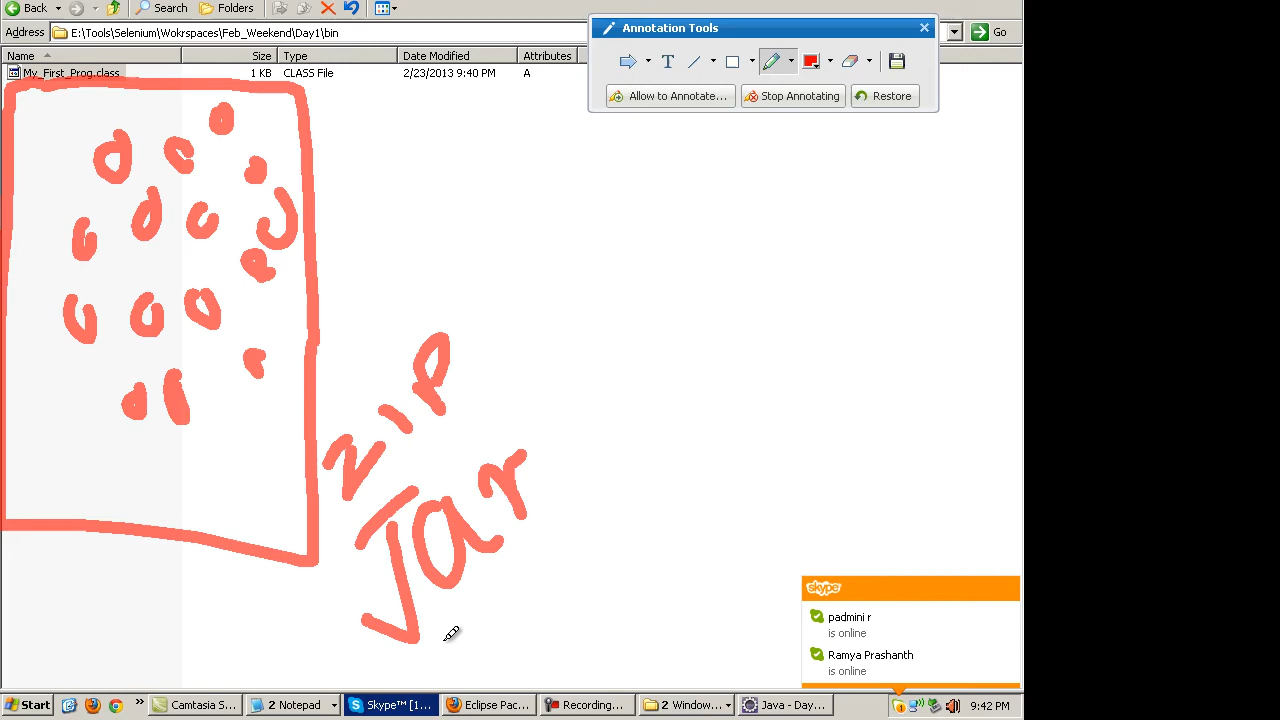 Back Search Folders
Address E:\Tools\Selenium\Wokrspaces\Feb_Weekend\Day1\bin Go
Name Size Type Date Modified Attributes
My_First_Prog.class 1 KB CLASS File 2/23/2013 9:40 PM A
Annotation Tools
T
Allow to Annotate... Stop Annotating Restore
zip
Jar
skype
padmini r
is online
Ramya Prashanth
is online
Start » Camtasia S... 2 Notepad Skype™ [1... Eclipse Pac... Recording... 2 Window... Java - Day... 9:42 PM